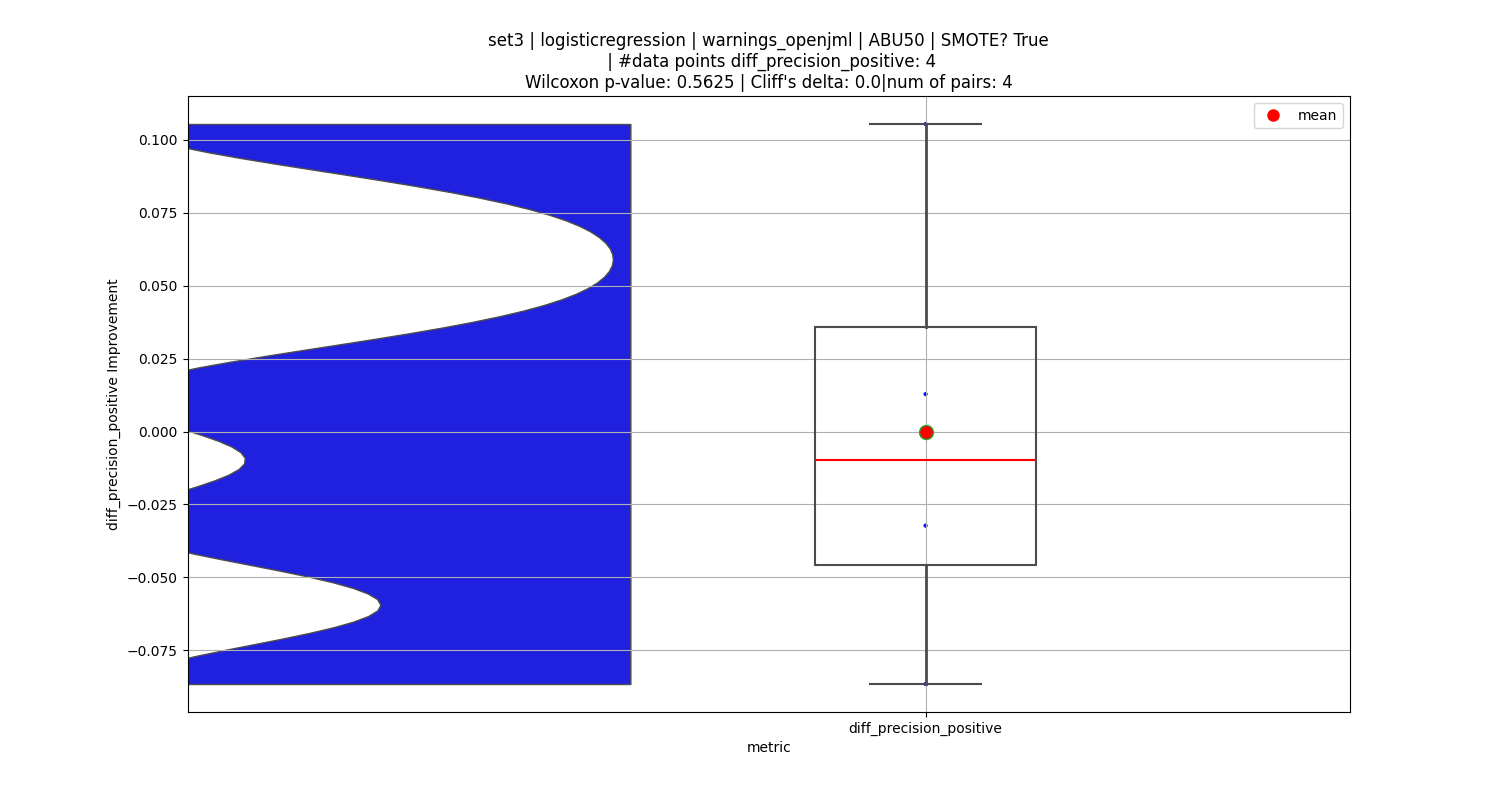 set3 | logisticregression | warnings_openjml | ABU50 | SMOTE? True
| #data points diff_precision_positive: 4
Wilcoxon p-value: 0.5625 | Cliff's delta: 0.0|num of pairs: 4
mean
0.100
0.075
0.050
0.025
0.000
−0.025
−0.050
−0.075
diff_precision_positive Improvement
diff_precision_positive
metric